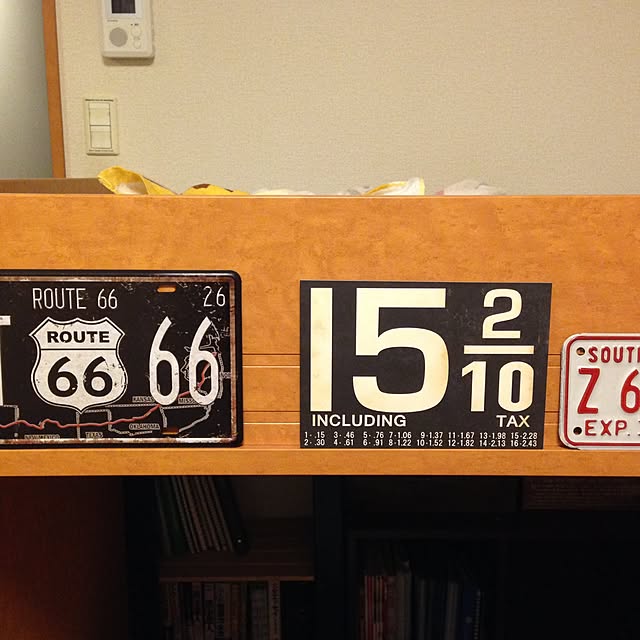 ROUTE 66 26
ROUTE
66
66
KANSAS
OKLAHOMA
TEXAS
15 2/10
INCLUDING TAX
1-.15 3-.46 5-.76 7-1.06 9-1.37 11-1.67 13-1.98 15-2.28
2-.30 4-.61 6-.91 8-1.22 10-1.52 12-1.82 14-2.13 16-2.43
SOUTH
Z 6
EXP.